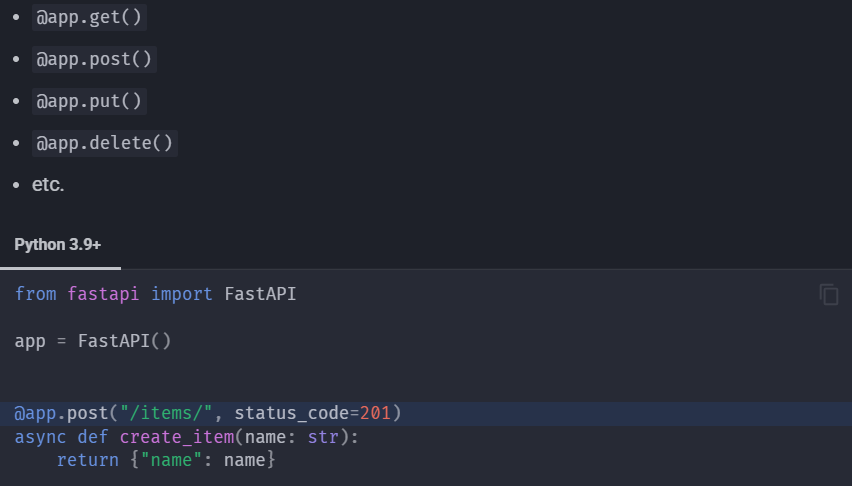 • @app.get()
• @app.post()
• @app.put()
• @app.delete()
• etc.
Python 3.9+
from fastapi import FastAPI
app = FastAPI()
@app.post("/items/", status_code=201)
async def create_item(name: str):
    return {"name": name}